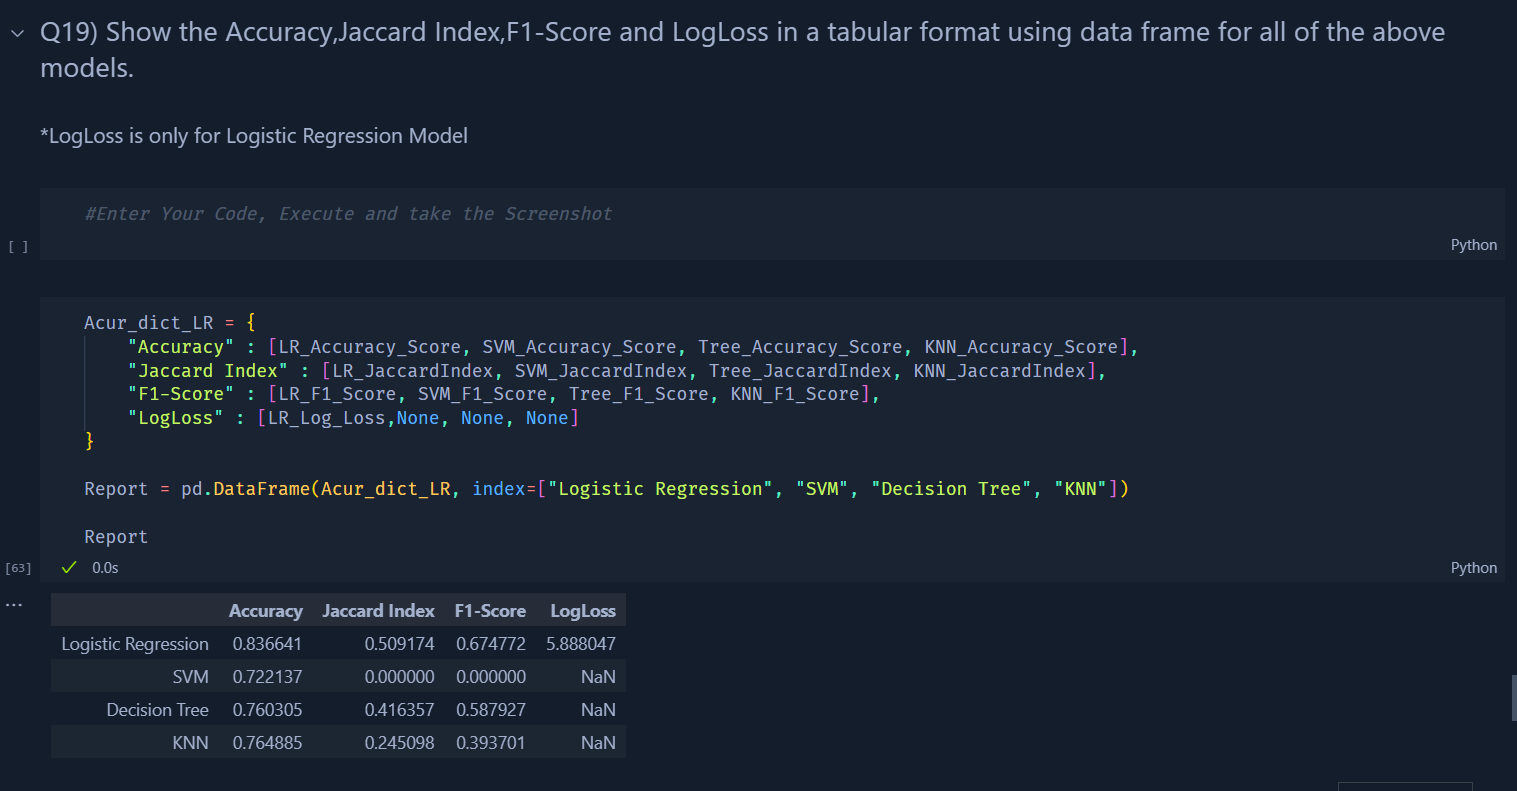 Q19) Show the Accuracy,Jaccard Index,F1-Score and LogLoss in a tabular format using data frame for all of the above
models.
*LogLoss is only for Logistic Regression Model
#Enter Your Code, Execute and take the Screenshot
[ ]
Python
Acur_dict_LR = {
"Accuracy" : [LR_Accuracy_Score, SVM_Accuracy_Score, Tree_Accuracy_Score, KNN_Accuracy_Score],
"Jaccard Index" : [LR_JaccardIndex, SVM_JaccardIndex, Tree_JaccardIndex, KNN_JaccardIndex],
"F1-Score" : [LR_F1_Score, SVM_F1_Score, Tree_F1_Score, KNN_F1_Score],
"LogLoss" : [LR_Log_Loss,None, None, None]
}
Report = pd.DataFrame(Acur_dict_LR, index=["Logistic Regression", "SVM", "Decision Tree", "KNN"])
Report
[63] ✓ 0.0s Python
... Accuracy Jaccard Index F1-Score LogLoss
Logistic Regression 0.836641 0.509174 0.674772 5.888047
SVM 0.722137 0.000000 0.000000 NaN
Decision Tree 0.760305 0.416357 0.587927 NaN
KNN 0.764885 0.245098 0.393701 NaN